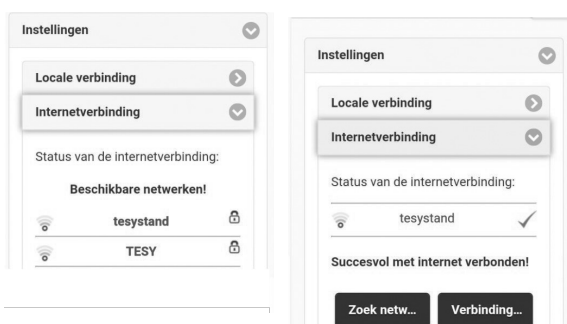 Instellingen
Locale verbinding
Internetverbinding
Status van de internetverbinding:
Beschikbare netwerken!
tesystand
TESY
Instellingen
Locale verbinding
Internetverbinding
Status van de internetverbinding:
tesystand
Succesvol met internet verbonden!
Zoek netw...
Verbinding...